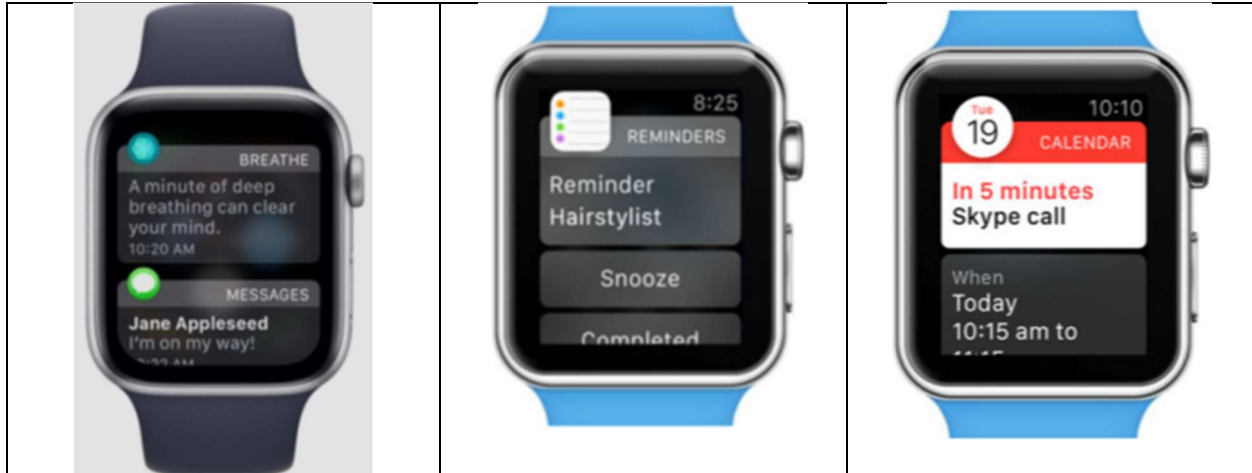 BREATHE
A minute of deep
breathing can clear
your mind.
10:20 AM
MESSAGES
Jane Appleseed
I'm on my way!
8:25
REMINDERS
Reminder
Hairstylist
Snooze
Completed
Tue
19
10:10
CALENDAR
In 5 minutes
Skype call
When
Today
10:15 am to